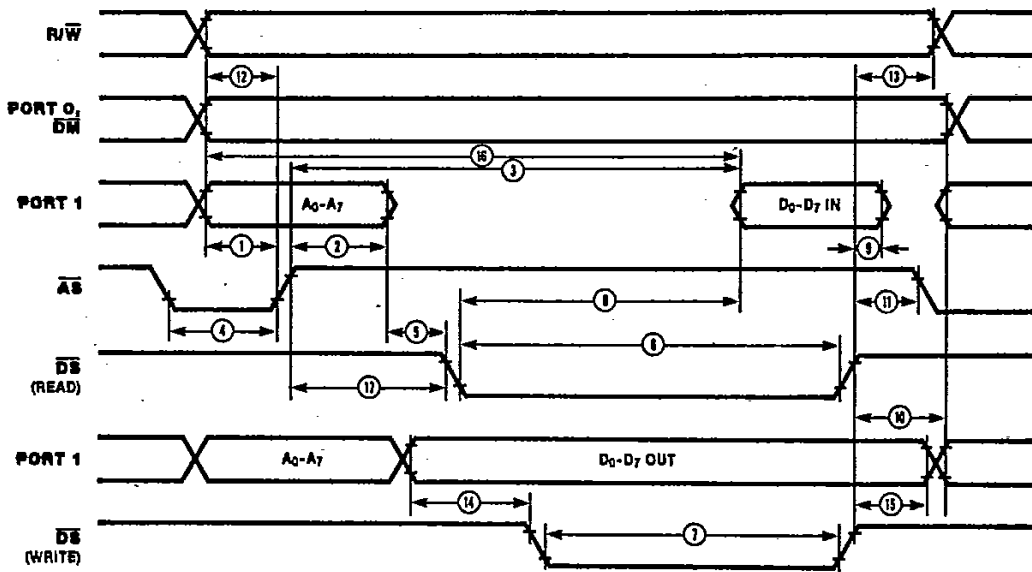 R/W
12
13
PORT 0,
DM
16
3
PORT 1
A0-A7
D0-D7 IN
1
2
9
AS
8
11
4
5
6
DS
(READ)
12
10
PORT 1
A0-A7
D0-D7 OUT
14
15
DS
(WRITE)
7